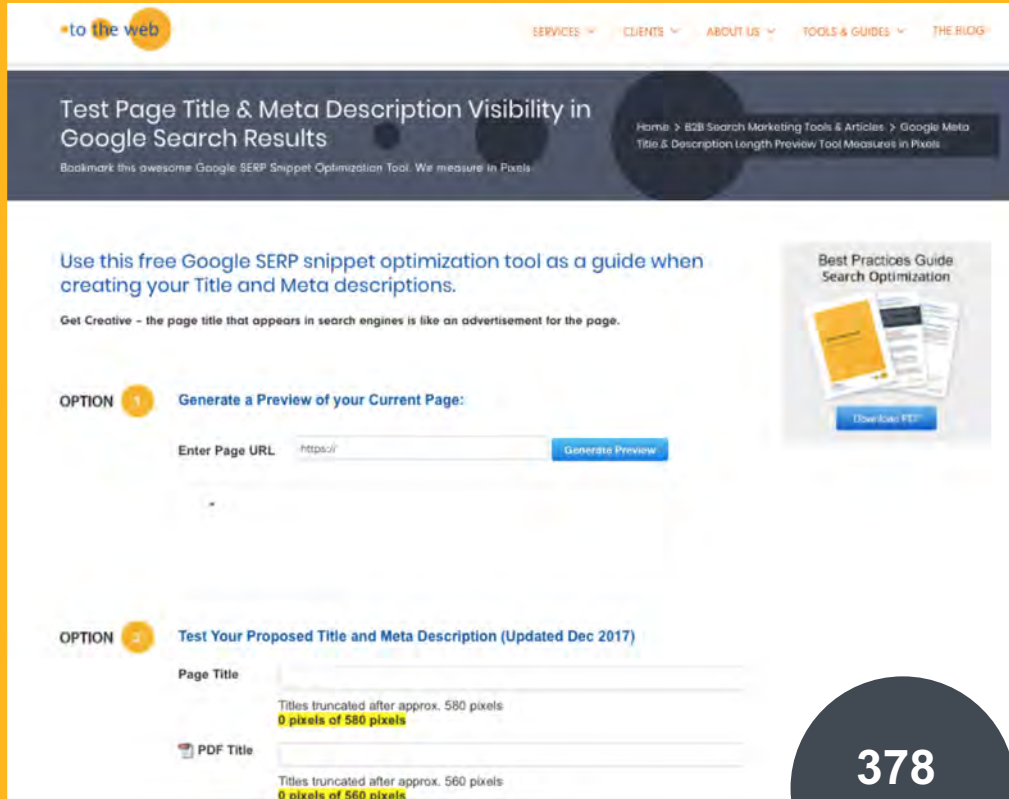 to the web
SERVICES CLIENTS ABOUT US TOOLS & GUIDES THE BLOG
Test Page Title & Meta Description Visibility in
Google Search Results
Bookmark this awesome Google SERP Snippet Optimization Tool. We measure in Pixels
Home > B2B Search Marketing Tools & Articles > Google Meta
Title & Description Length Preview Tool Measures in Pixels
Use this free Google SERP snippet optimization tool as a guide when
creating your Title and Meta descriptions.
Get Creative – the page title that appears in search engines is like an advertisement for the page.
Best Practices Guide
Search Optimization
Download PDF
OPTION 1 Generate a Preview of your Current Page:
Enter Page URL https:// Generate Preview
OPTION 2 Test Your Proposed Title and Meta Description (Updated Dec 2017)
Page Title
Titles truncated after approx. 580 pixels
0 pixels of 580 pixels
PDF Title
Titles truncated after approx. 560 pixels
0 pixels of 560 pixels
378